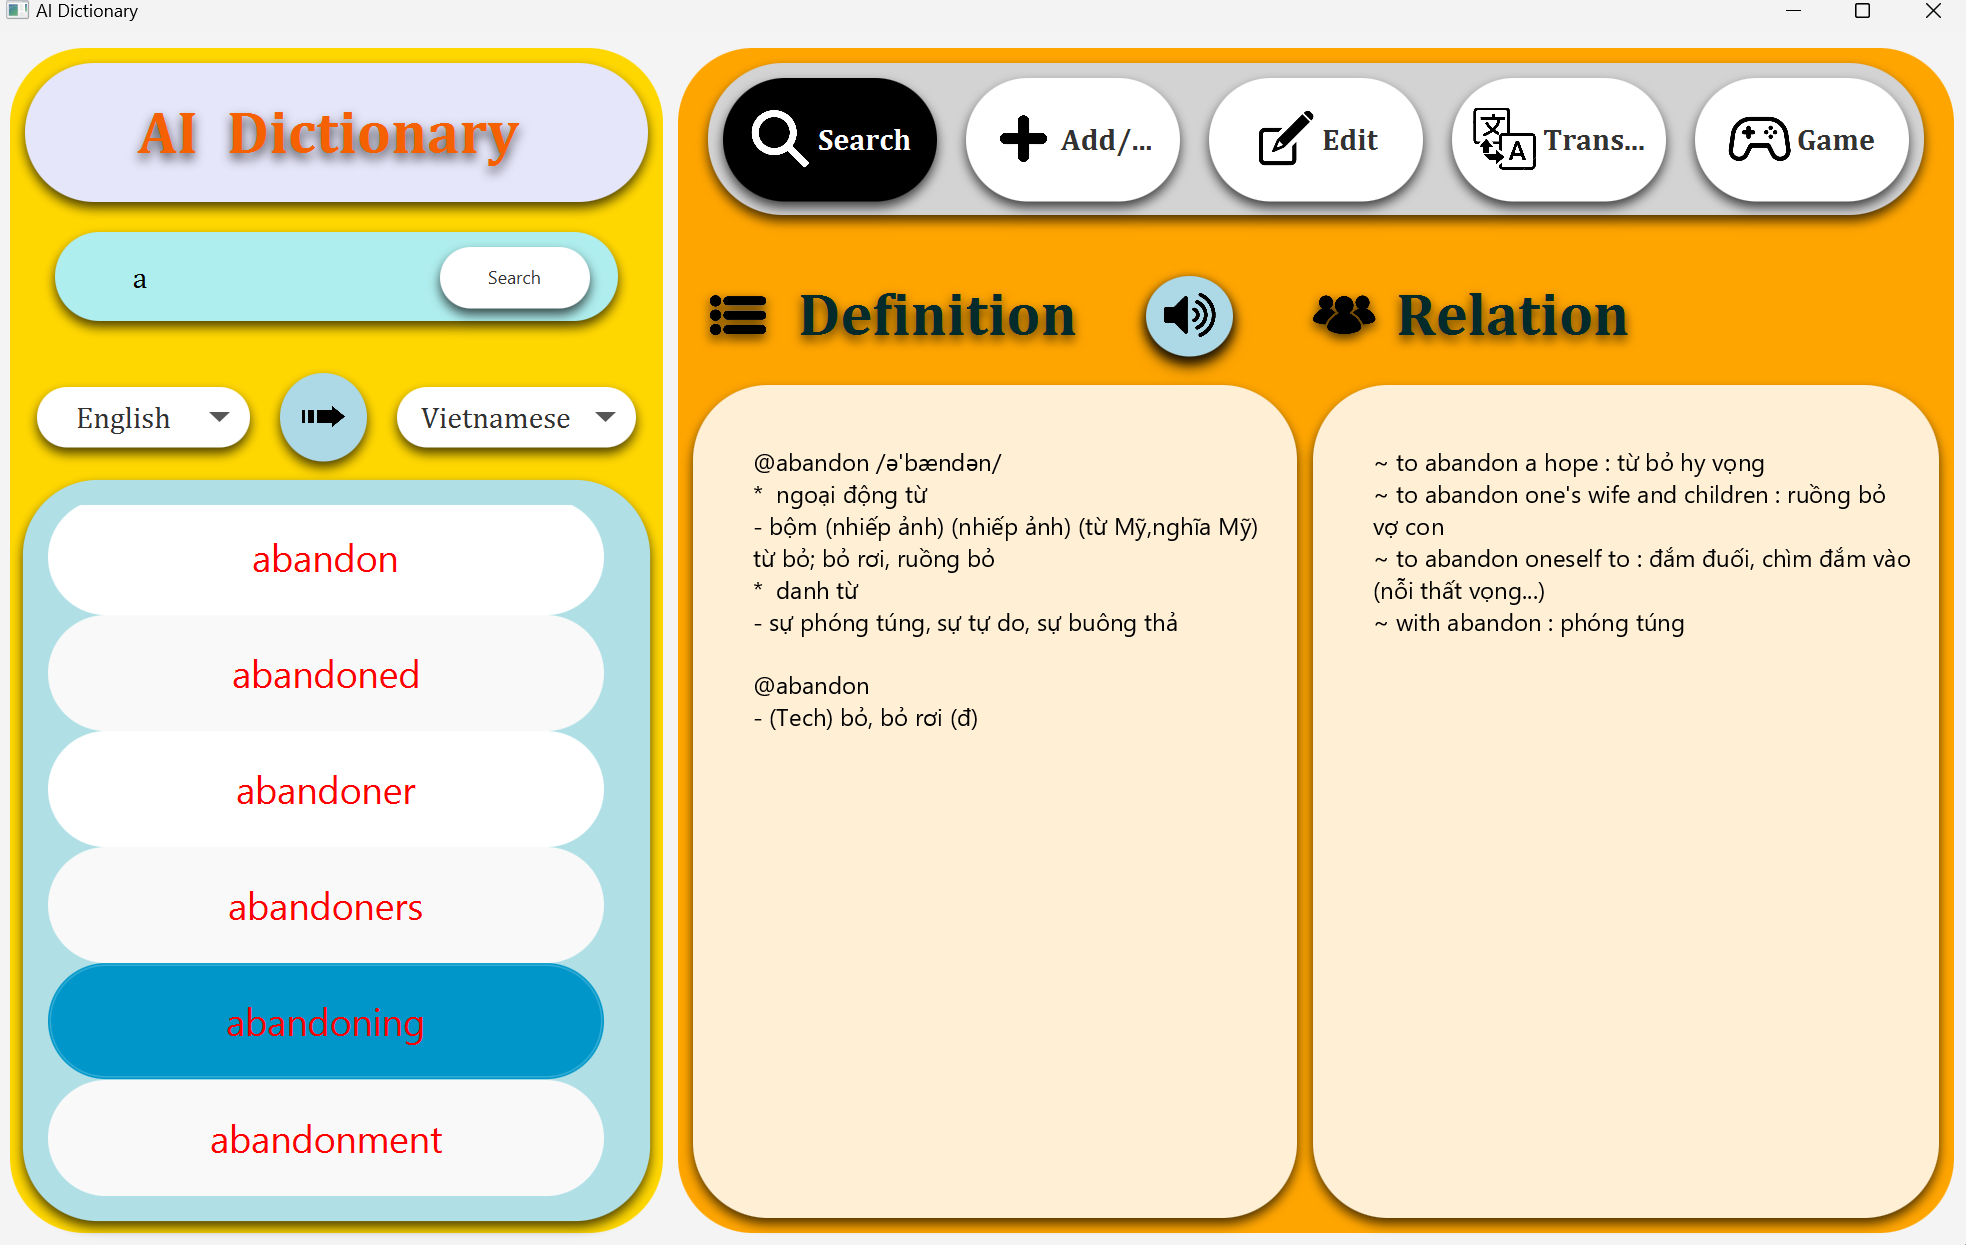 AI Dictionary
AI Dictionary
a
Search
English
Vietnamese
abandon
abandoned
abandoner
abandoners
abandoning
abandonment
Search
Add/...
Edit
Trans...
Game
Definition
Relation
@abandon /ə'bændən/
* ngoại động từ
- bộm (nhiếp ảnh) (nhiếp ảnh) (từ Mỹ,nghĩa Mỹ)
từ bỏ; bỏ rơi, ruồng bỏ
* danh từ
- sự phóng túng, sự tự do, sự buông thả
@abandon
- (Tech) bỏ, bỏ rơi (đ)
~ to abandon a hope : từ bỏ hy vọng
~ to abandon one's wife and children : ruồng bỏ
vợ con
~ to abandon oneself to : đắm đuối, chìm đắm vào
(nỗi thất vọng...)
~ with abandon : phóng túng